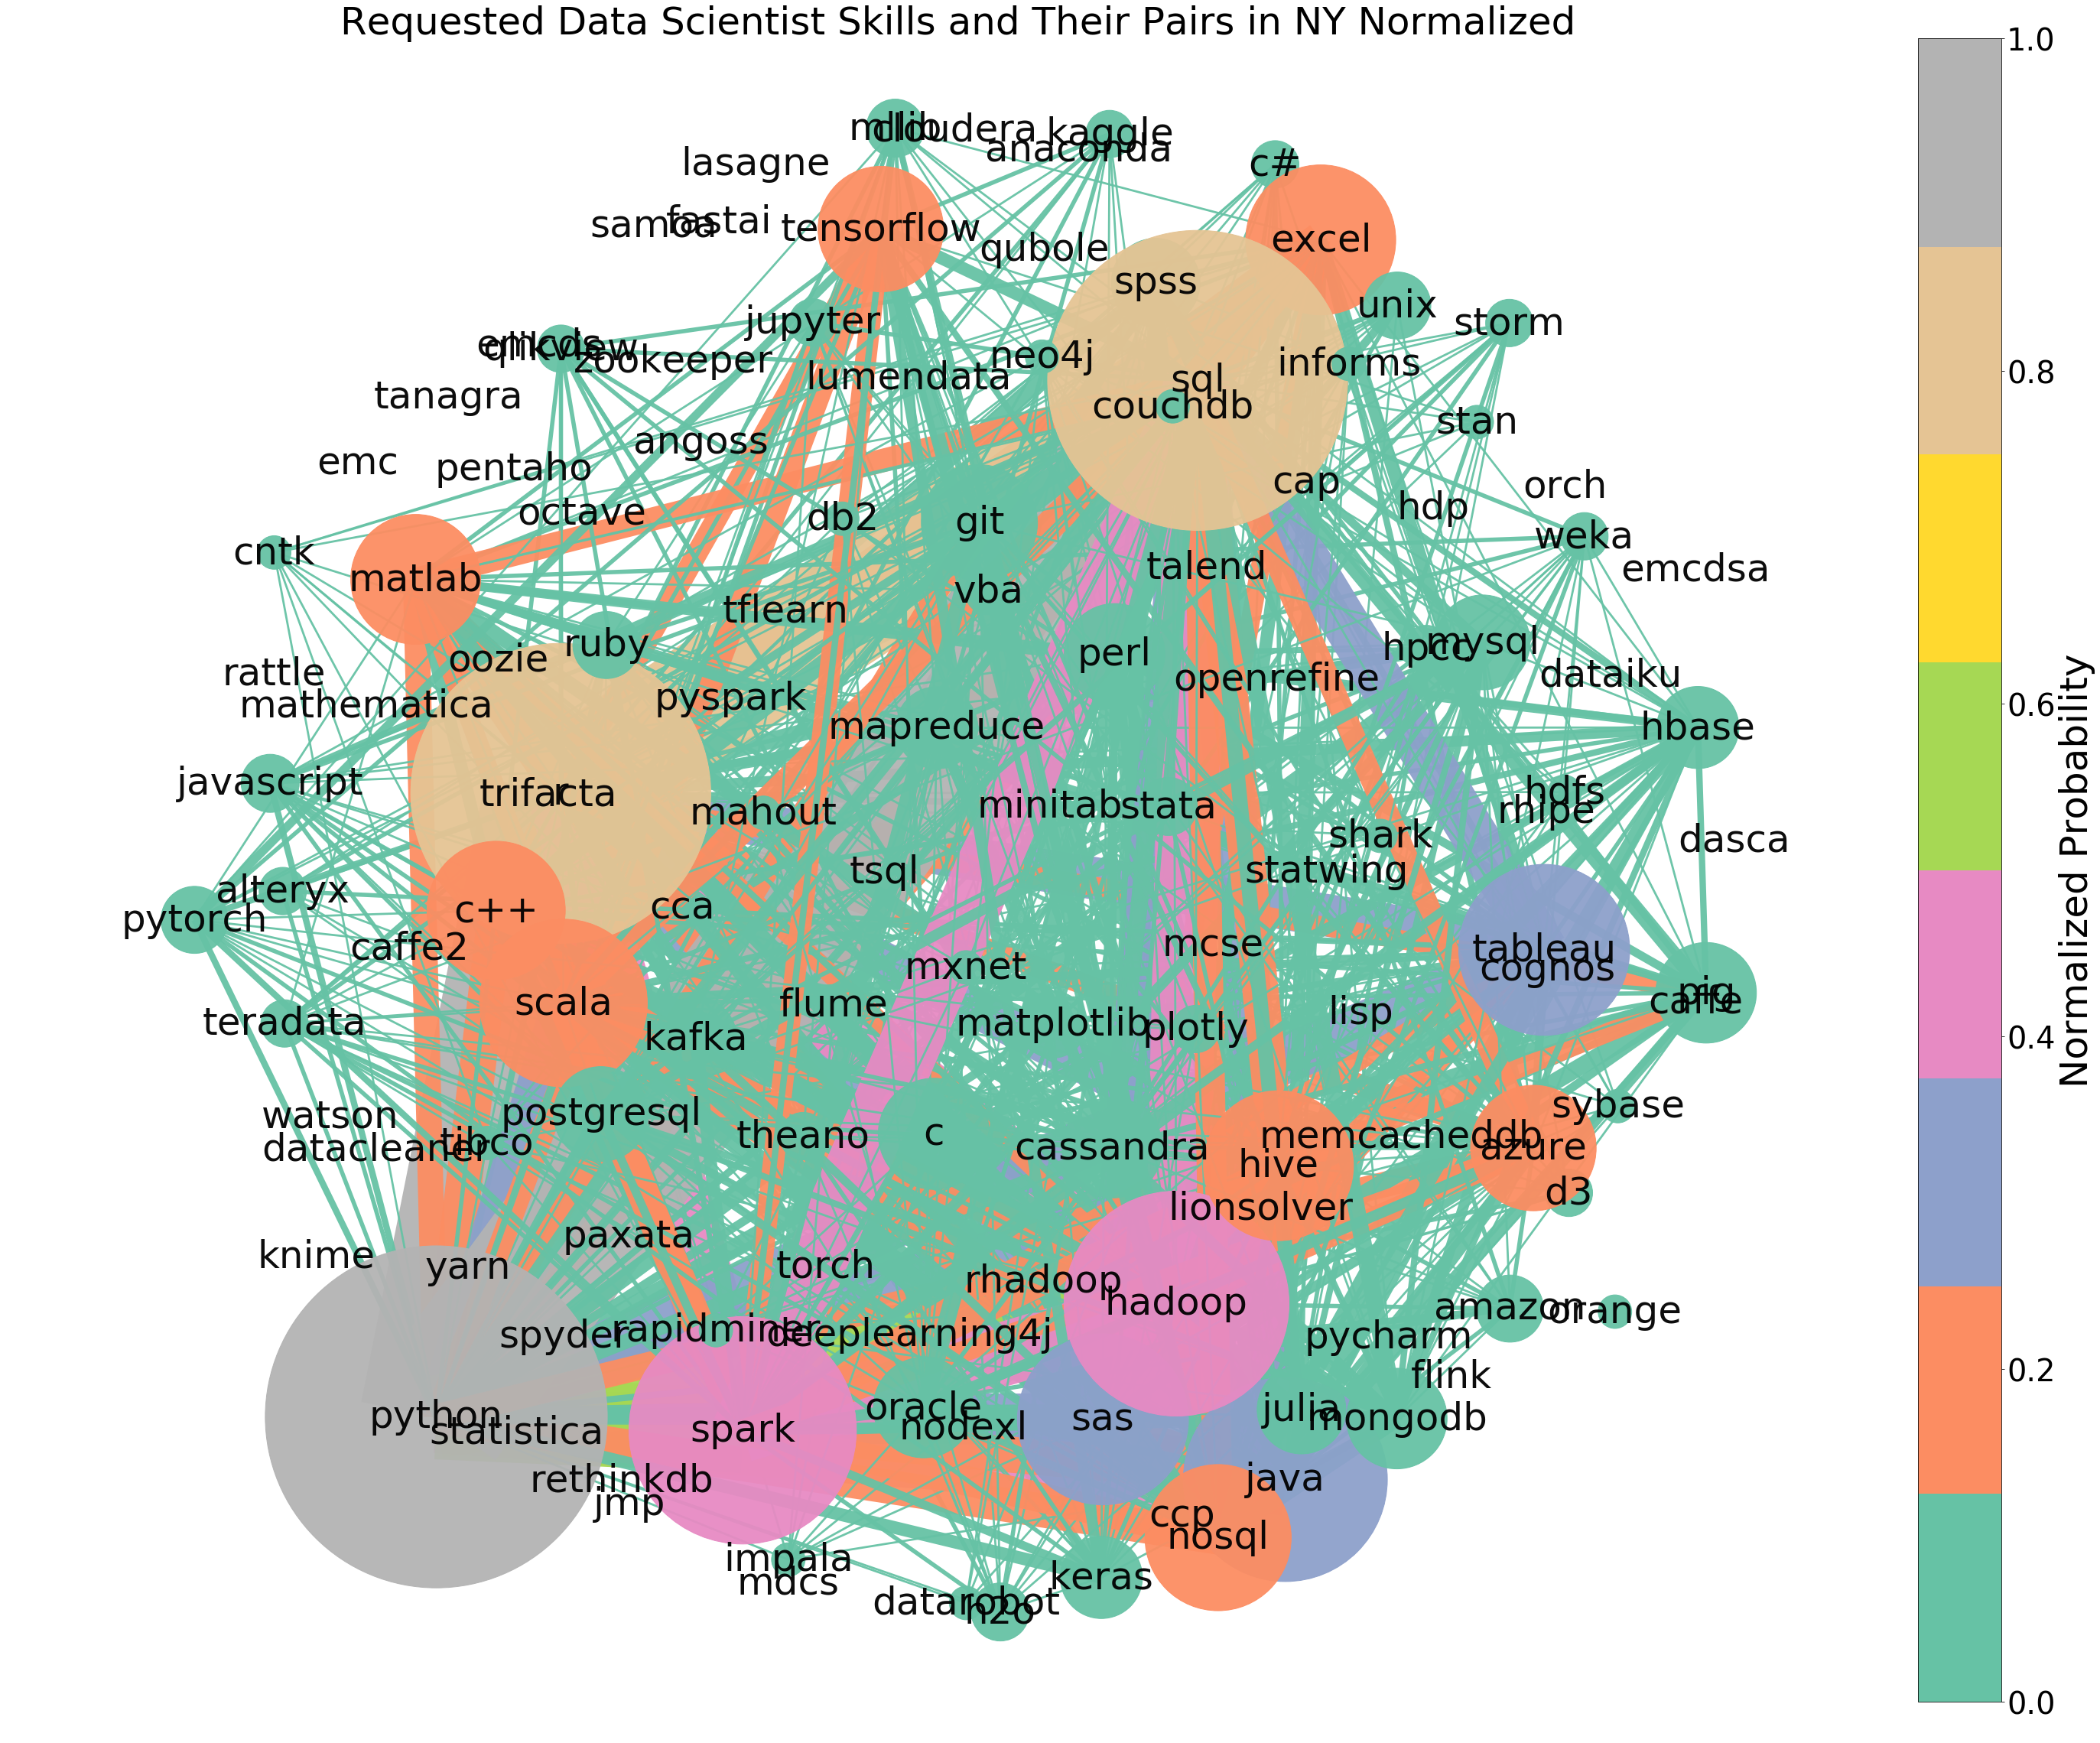 Requested Data Scientist Skills and Their Pairs in NY Normalized
1.0
mllib
cloudera
kaggle
anaconda
lasagne
c#
samoa
fastai
tensorflow
qubole
excel
spss
unix
jupyter
storm
emcds
qlikview
zookeeper
neo4j
informs
lumendata
sql
0.8
tanagra
couchdb
stan
angoss
emc
pentaho
cap
orch
octave
db2
git
hdp
cntk
weka
matlab
talend
emcdsa
vba
tflearn
ruby
oozie
perl
hpcc
mysql
rattle
openrefine
dataiku
mathematica
pyspark
0.6
mapreduce
hbase
javascript
trifacta
r
hdfs
mahout
minitab
stata
rhipe
shark
dasca
tsql
statwing
alteryx
pytorch
c++
cca
caffe2
mcse
tableau
mxnet
cognos
scala
flume
pig
caffe
teradata
kafka
matplotlib
plotly
lisp
0.4
Normalized Probability
watson
postgresql
sybase
datacleaner
tibco
theano
c
cassandra
memcacheddb
azure
hive
d3
lionsolver
knime
yarn
paxata
torch
rhadoop
hadoop
amazon
orange
spyder
rapidminer
deeplearning4j
pycharm
flink
0.2
python
statistica
spark
oracle
nodexl
sas
julia
mongodb
rethinkdb
java
jmp
ccp
nosql
impala
mdcs
keras
datarobot
h2o
0.0